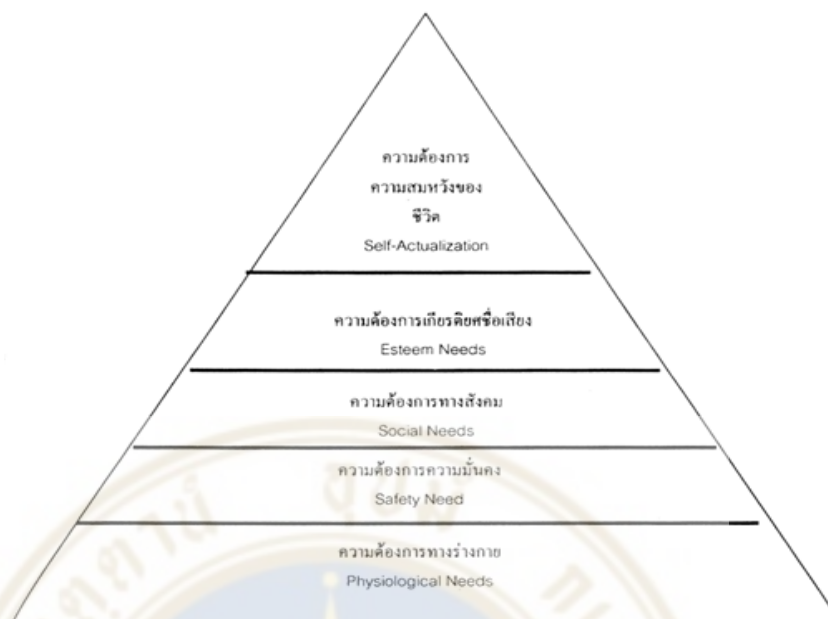 ความต้องการ
ความสมหวังของ
ชีวิต
Self-Actualization
ความต้องการเกียรติยศชื่อเสียง
Esteem Needs
ความต้องการทางสังคม
Social Needs
ความต้องการความมั่นคง
Safety Need
ความต้องการทางร่างกาย
Physiological Needs